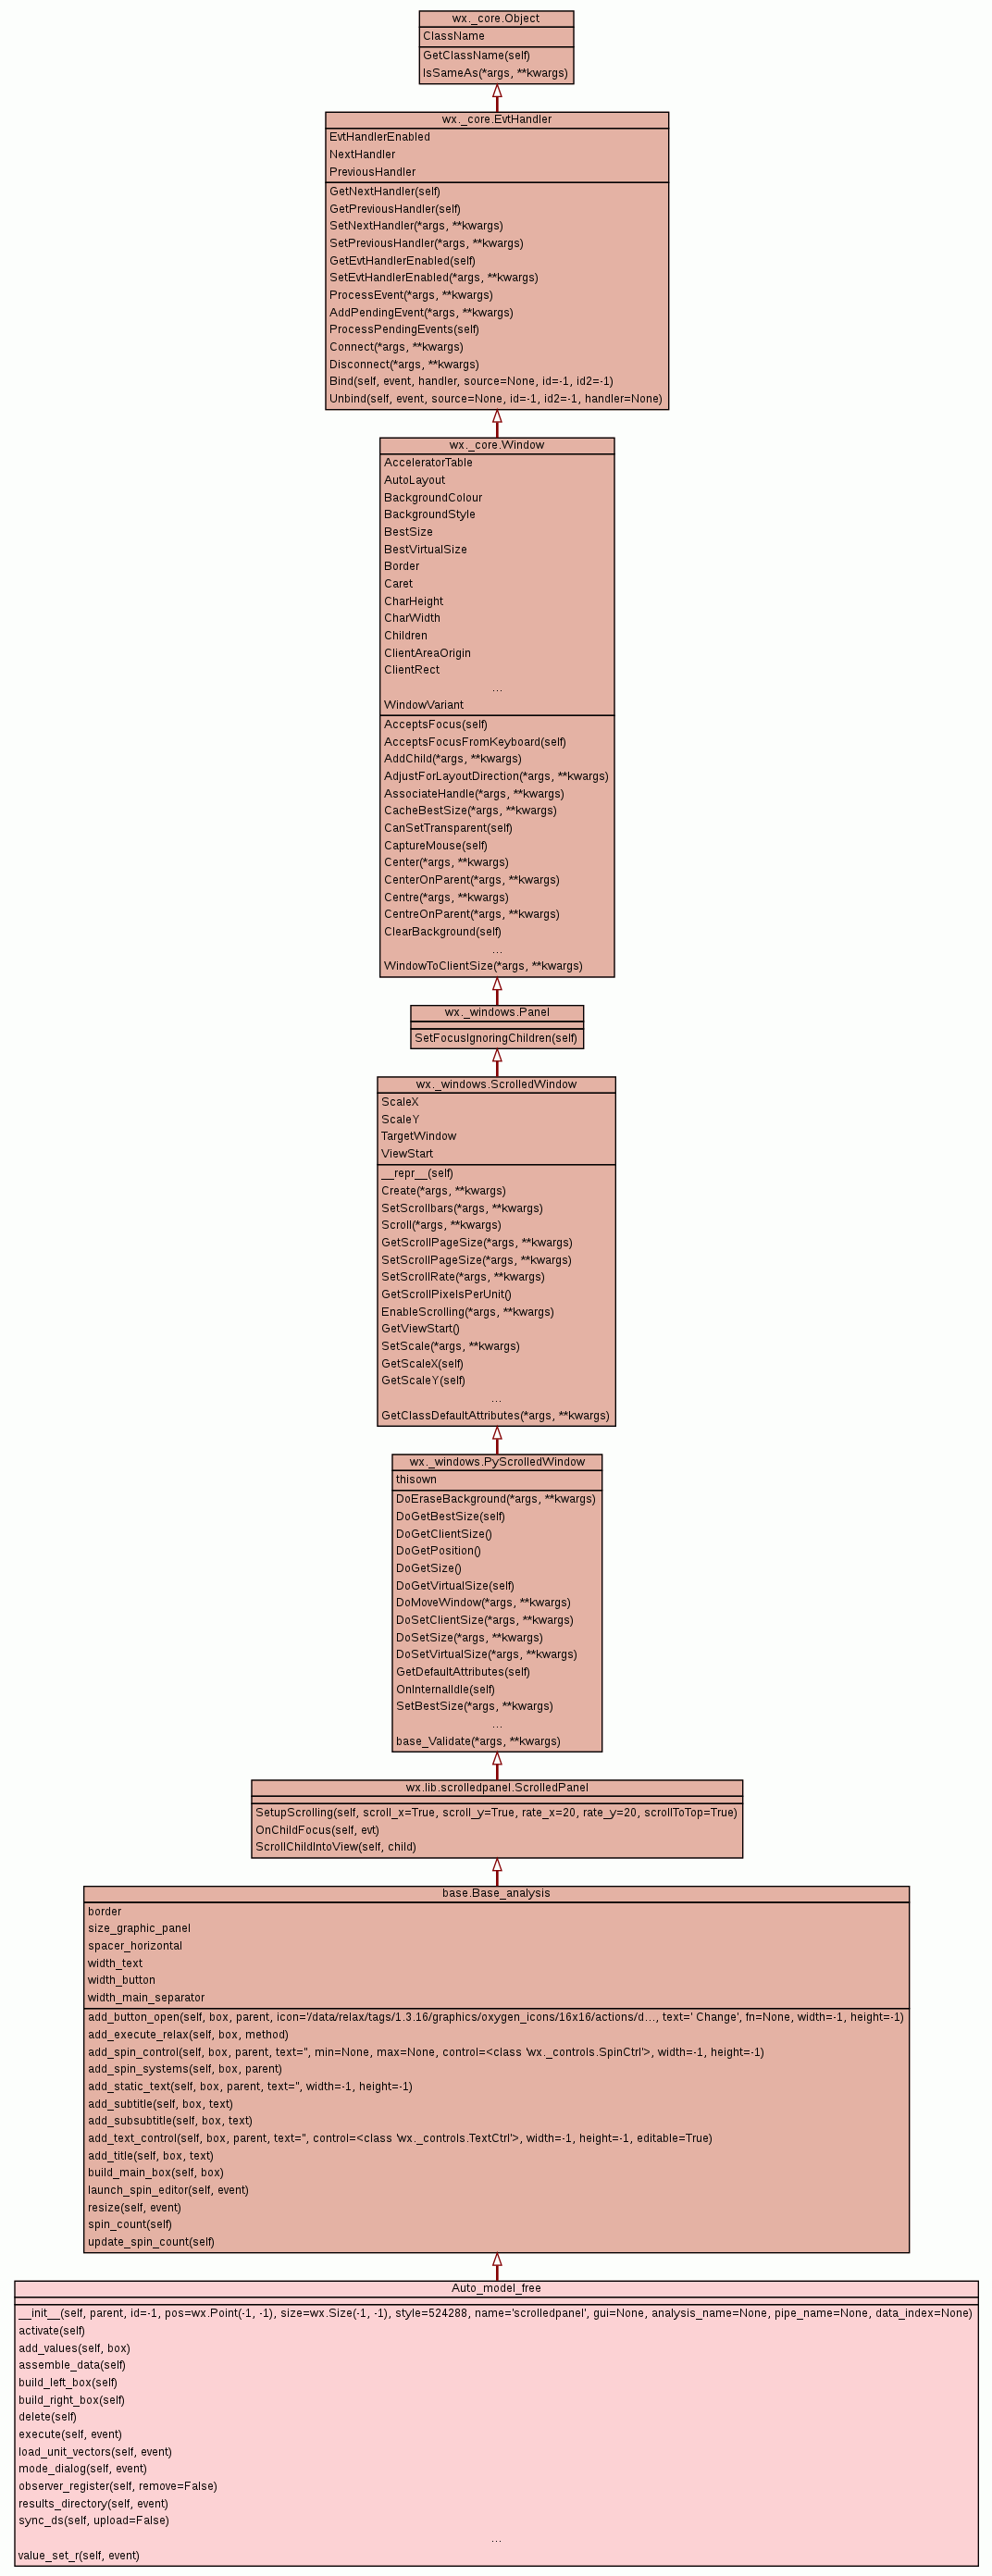 wx._core.Object
ClassName
GetClassName(self)
IsSameAs(*args, **kwargs)
wx._core.EvtHandler
EvtHandlerEnabled
NextHandler
PreviousHandler
GetNextHandler(self)
GetPreviousHandler(self)
SetNextHandler(*args, **kwargs)
SetPreviousHandler(*args, **kwargs)
GetEvtHandlerEnabled(self)
SetEvtHandlerEnabled(*args, **kwargs)
ProcessEvent(*args, **kwargs)
AddPendingEvent(*args, **kwargs)
ProcessPendingEvents(self)
Connect(*args, **kwargs)
Disconnect(*args, **kwargs)
Bind(self, event, handler, source=None, id=-1, id2=-1)
Unbind(self, event, source=None, id=-1, id2=-1, handler=None)
wx._core.Window
AcceleratorTable
AutoLayout
BackgroundColour
BackgroundStyle
BestSize
BestVirtualSize
Border
Caret
CharHeight
CharWidth
Children
ClientAreaOrigin
ClientRect
...
WindowVariant
AcceptsFocus(self)
AcceptsFocusFromKeyboard(self)
AddChild(*args, **kwargs)
AdjustForLayoutDirection(*args, **kwargs)
AssociateHandle(*args, **kwargs)
CacheBestSize(*args, **kwargs)
CanSetTransparent(self)
CaptureMouse(self)
Center(*args, **kwargs)
CenterOnParent(*args, **kwargs)
Centre(*args, **kwargs)
CentreOnParent(*args, **kwargs)
ClearBackground(self)
...
WindowToClientSize(*args, **kwargs)
wx._windows.Panel
SetFocusIgnoringChildren(self)
wx._windows.ScrolledWindow
ScaleX
ScaleY
TargetWindow
ViewStart
__repr__(self)
Create(*args, **kwargs)
SetScrollbars(*args, **kwargs)
Scroll(*args, **kwargs)
GetScrollPageSize(*args, **kwargs)
SetScrollPageSize(*args, **kwargs)
SetScrollRate(*args, **kwargs)
GetScrollPixelsPerUnit()
EnableScrolling(*args, **kwargs)
GetViewStart()
SetScale(*args, **kwargs)
GetScaleX(self)
GetScaleY(self)
...
GetClassDefaultAttributes(*args, **kwargs)
wx._windows.PyScrolledWindow
thisown
DoEraseBackground(*args, **kwargs)
DoGetBestSize(self)
DoGetClientSize()
DoGetPosition()
DoGetSize()
DoGetVirtualSize(self)
DoMoveWindow(*args, **kwargs)
DoSetClientSize(*args, **kwargs)
DoSetSize(*args, **kwargs)
DoSetVirtualSize(*args, **kwargs)
GetDefaultAttributes(self)
OnInternalIdle(self)
SetBestSize(*args, **kwargs)
...
base_Validate(*args, **kwargs)
wx.lib.scrolledpanel.ScrolledPanel
SetupScrolling(self, scroll_x=True, scroll_y=True, rate_x=20, rate_y=20, scrollToTop=True)
OnChildFocus(self, evt)
ScrollChildIntoView(self, child)
base.Base_analysis
border
size_graphic_panel
spacer_horizontal
width_text
width_button
width_main_separator
add_button_open(self, box, parent, icon='/data/relax/tags/1.3.16/graphics/oxygen_icons/16x16/actions/d..., text=' Change', fn=None, width=-1, height=-1)
add_execute_relax(self, box, method)
add_spin_control(self, box, parent, text='', min=None, max=None, control=<class 'wx._controls.SpinCtrl'>, width=-1, height=-1)
add_spin_systems(self, box, parent)
add_static_text(self, box, parent, text='', width=-1, height=-1)
add_subtitle(self, box, text)
add_subsubtitle(self, box, text)
add_text_control(self, box, parent, text='', control=<class 'wx._controls.TextCtrl'>, width=-1, height=-1, editable=True)
add_title(self, box, text)
build_main_box(self, box)
launch_spin_editor(self, event)
resize(self, event)
spin_count(self)
update_spin_count(self)
Auto_model_free
__init__(self, parent, id=-1, pos=wx.Point(-1, -1), size=wx.Size(-1, -1), style=524288, name='scrolledpanel', gui=None, analysis_name=None, pipe_name=None, data_index=None)
activate(self)
add_values(self, box)
assemble_data(self)
build_left_box(self)
build_right_box(self)
delete(self)
execute(self, event)
load_unit_vectors(self, event)
mode_dialog(self, event)
observer_register(self, remove=False)
results_directory(self, event)
sync_ds(self, upload=False)
...
value_set_r(self, event)